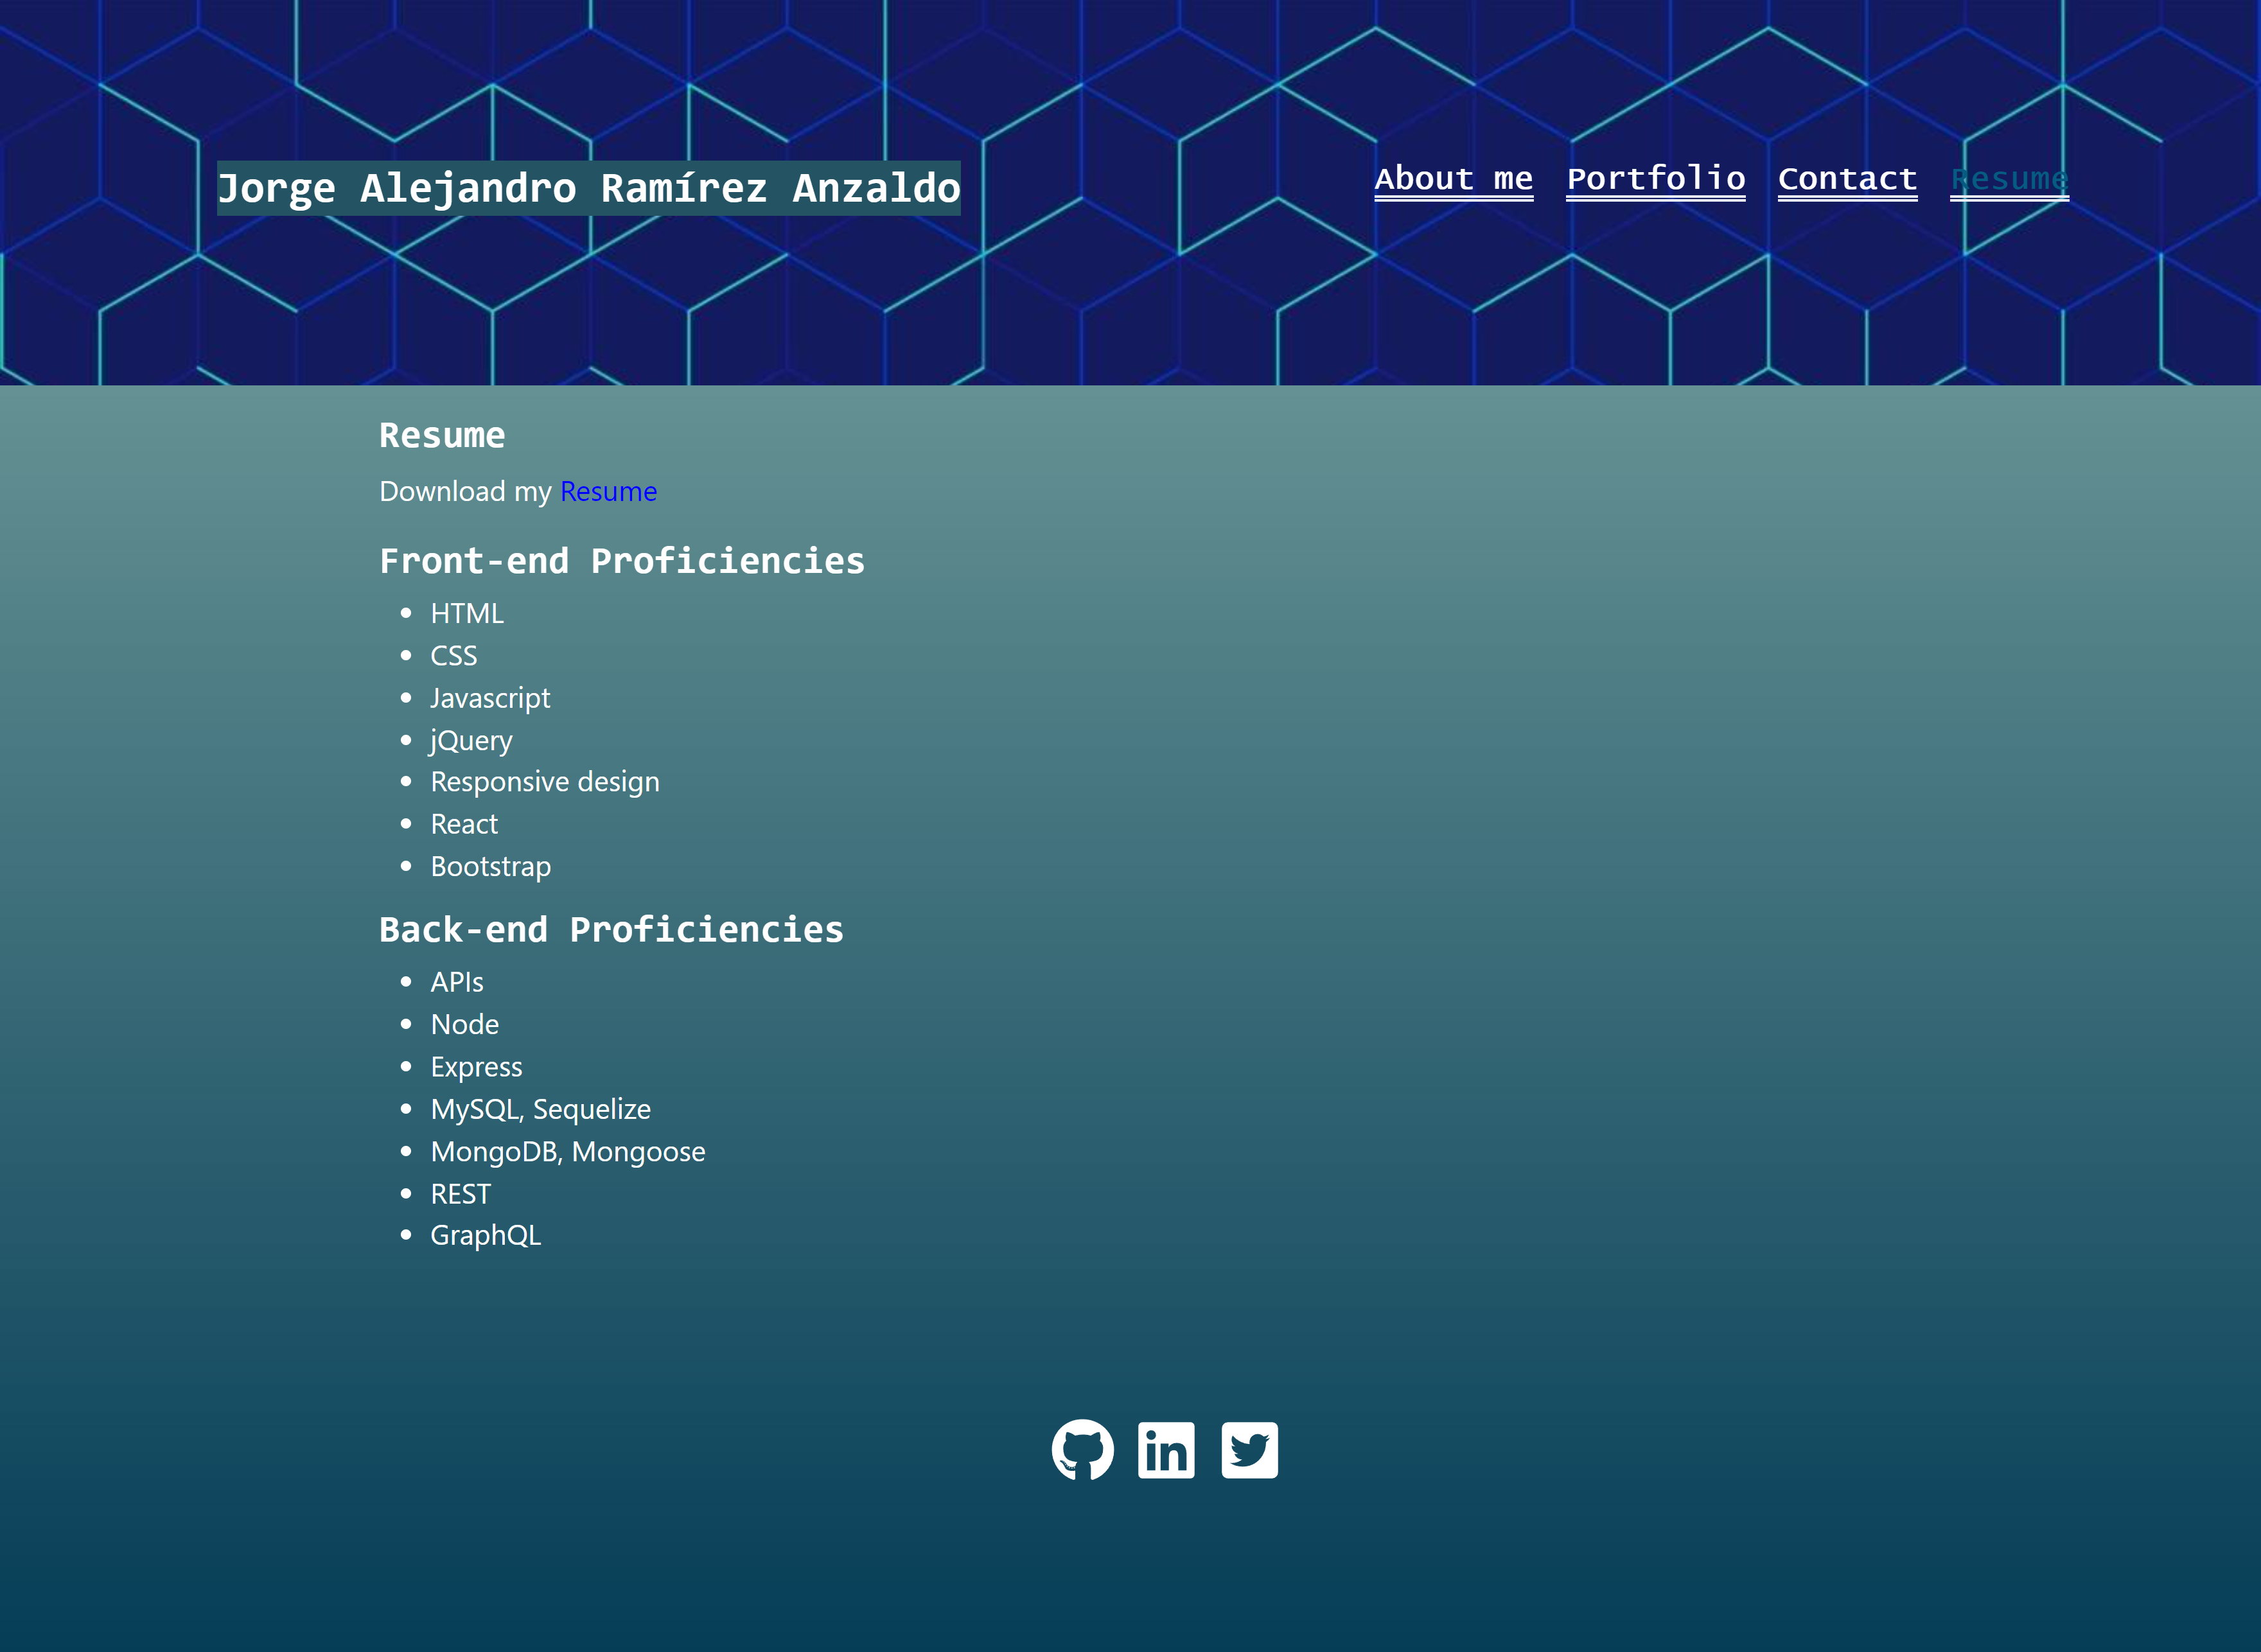 Jorge Alejandro Ramírez Anzaldo
About me Portfolio Contact Resume
Resume
Download my Resume
Front-end Proficiencies
HTML
CSS
Javascript
jQuery
Responsive design
React
Bootstrap
Back-end Proficiencies
APIs
Node
Express
MySQL, Sequelize
MongoDB, Mongoose
REST
GraphQL
in